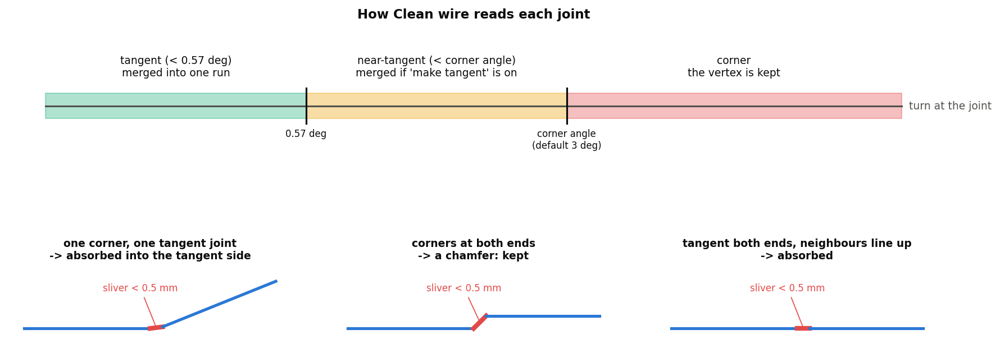 How Clean wire reads each joint
tangent (< 0.57 deg)
merged into one run
near-tangent (< corner angle)
merged if 'make tangent' is on
corner
the vertex is kept
turn at the joint
0.57 deg
corner angle
(default 3 deg)
one corner, one tangent joint
-> absorbed into the tangent side
sliver < 0.5 mm
corners at both ends
-> a chamfer: kept
sliver < 0.5 mm
tangent both ends, neighbours line up
-> absorbed
sliver < 0.5 mm